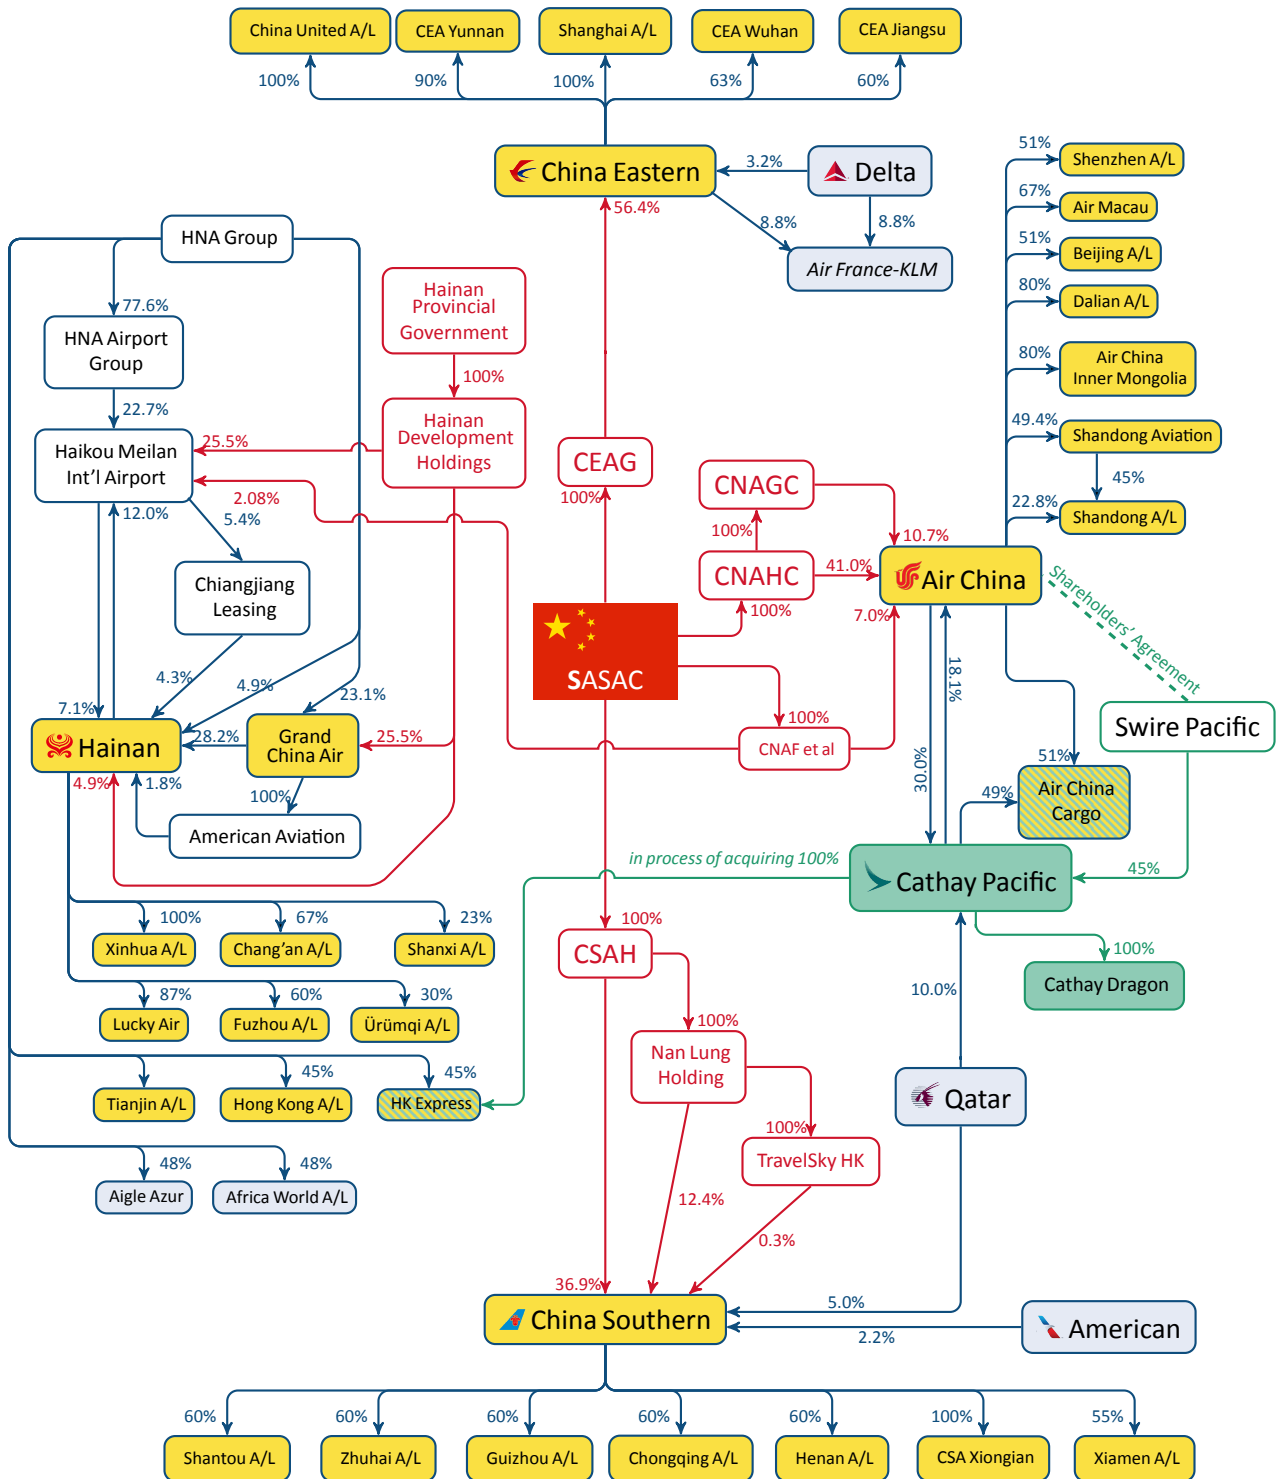 China United A/L
CEA Yunnan
Shanghai A/L
CEA Wuhan
CEA Jiangsu
100%
90%
100%
63%
60%
China Eastern
3.2%
Delta
56.4%
8.8%
8.8%
Air France-KLM
51%
Shenzhen A/L
67%
Air Macau
51%
Beijing A/L
80%
Dalian A/L
80%
Air China
Inner Mongolia
49.4%
Shandong Aviation
45%
22.8%
Shandong A/L
HNA Group
77.6%
HNA Airport
Group
22.7%
Haikou Meilan
Int'l Airport
Hainan
Provincial
Government
100%
Hainan
Development
Holdings
25.5%
2.08%
12.0%
5.4%
Chiangjiang
Leasing
4.3%
4.9%
23.1%
7.1%
Hainan
28.2%
Grand
China Air
25.5%
4.9%
1.8%
100%
American Aviation
CEAG
100%
CNAGC
100%
10.7%
CNAHC
41.0%
100%
Air China
7.0%
SASAC
100%
CNAF et al
Shareholders' Agreement
18.1%
30.0%
Swire Pacific
51%
Air China
Cargo
49%
in process of acquiring 100%
Cathay Pacific
45%
100%
Cathay Dragon
10.0%
Qatar
100%
Xinhua A/L
67%
Chang'an A/L
23%
Shanxi A/L
87%
Lucky Air
60%
Fuzhou A/L
30%
Ürümqi A/L
Tianjin A/L
45%
Hong Kong A/L
45%
HK Express
48%
Aigle Azur
48%
Africa World A/L
100%
CSAH
100%
Nan Lung
Holding
100%
TravelSky HK
12.4%
0.3%
36.9%
China Southern
5.0%
2.2%
American
60%
60%
60%
60%
60%
100%
55%
Shantou A/L
Zhuhai A/L
Guizhou A/L
Chongqing A/L
Henan A/L
CSA Xiongian
Xiamen A/L